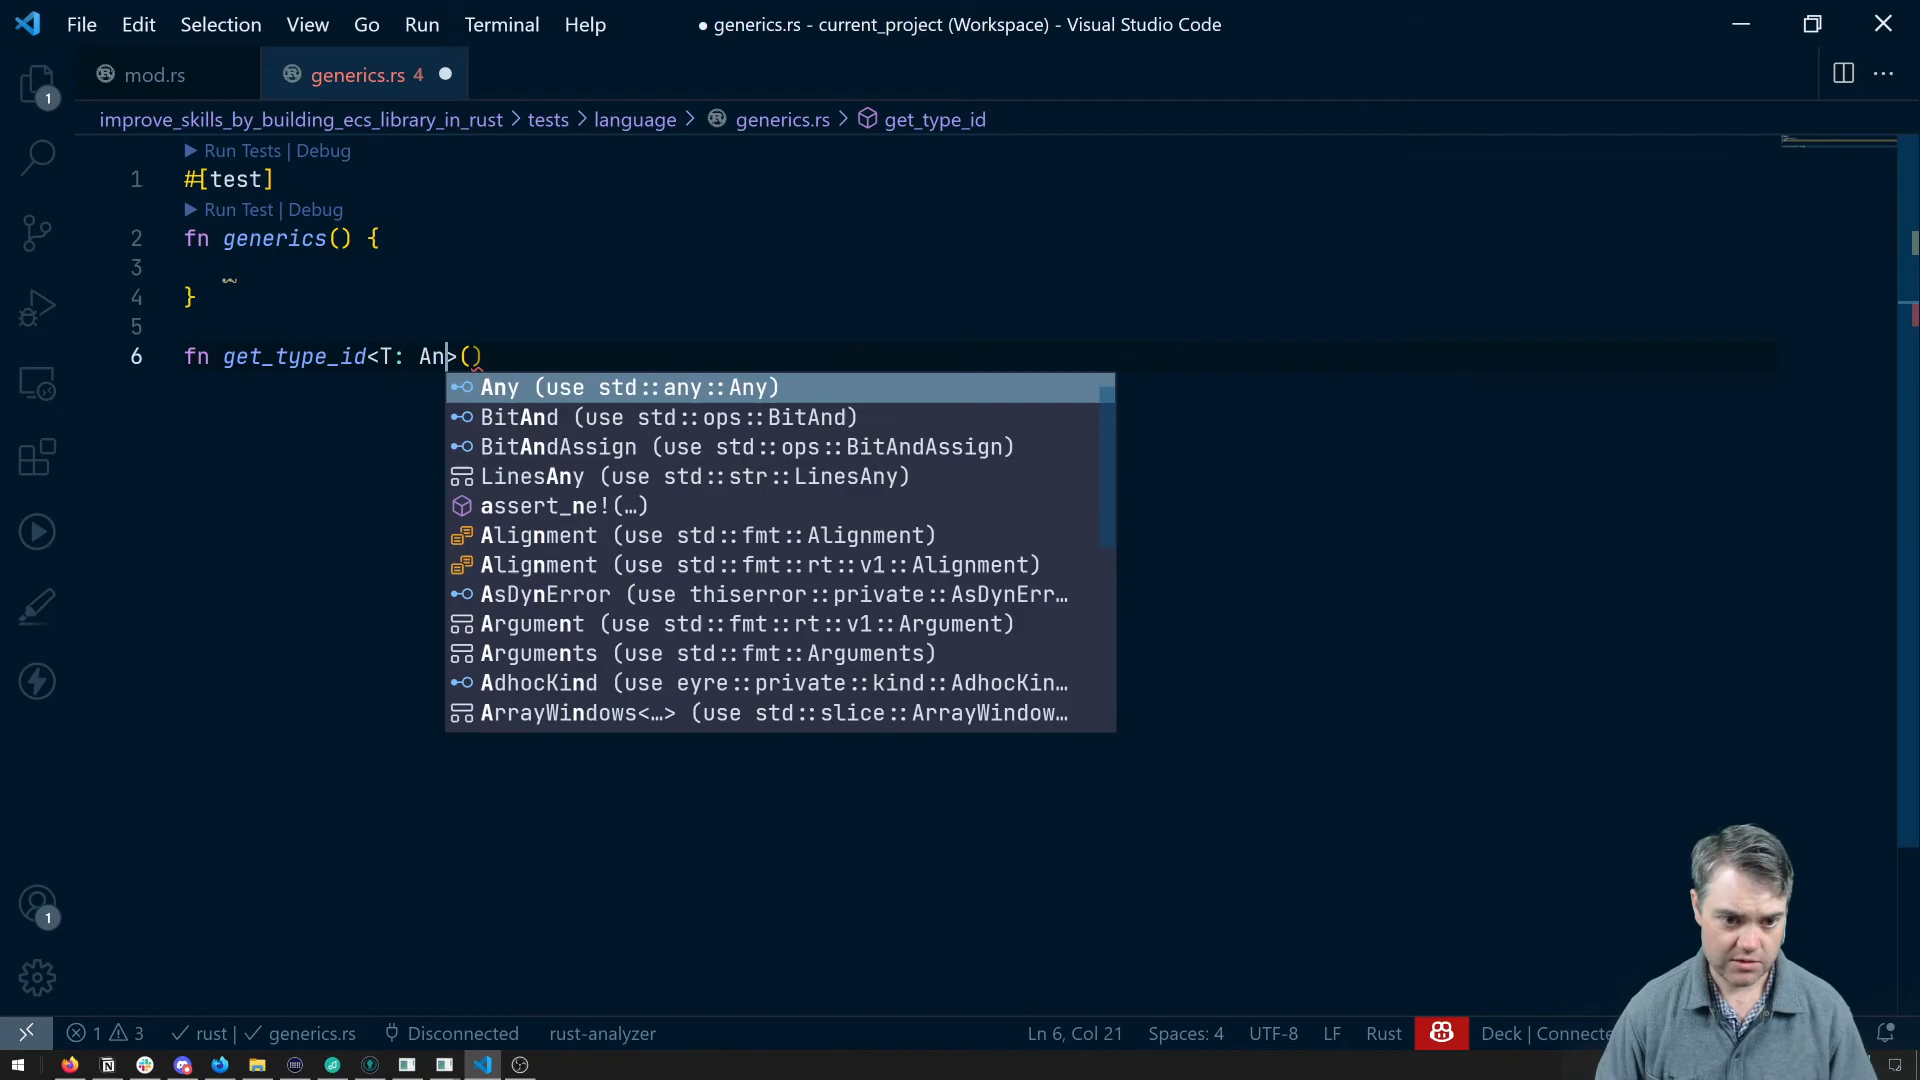 File Edit Selection View Go Run Terminal Help
● generics.rs - current_project (Workspace) - Visual Studio Code
mod.rs
generics.rs 4
improve_skills_by_building_ecs_library_in_rust > tests > language > generics.rs > get_type_id
Run Tests | Debug
1 #[test]
Run Test | Debug
2 fn generics() {
3
4 }
5
6 fn get_type_id<T: An>()
Any (use std::any::Any)
BitAnd (use std::ops::BitAnd)
BitAndAssign (use std::ops::BitAndAssign)
LinesAny (use std::str::LinesAny)
assert_ne!(…)
Alignment (use std::fmt::Alignment)
Alignment (use std::fmt::rt::v1::Alignment)
AsDynError (use thiserror::private::AsDynErr…
Argument (use std::fmt::rt::v1::Argument)
Arguments (use std::fmt::Arguments)
AdhocKind (use eyre::private::kind::AdhocKin…
ArrayWindows<…> (use std::slice::ArrayWindow…
1
1
1 3 rust | generics.rs Disconnected rust-analyzer
Ln 6, Col 21 Spaces: 4 UTF-8 LF Rust Deck | Connecte